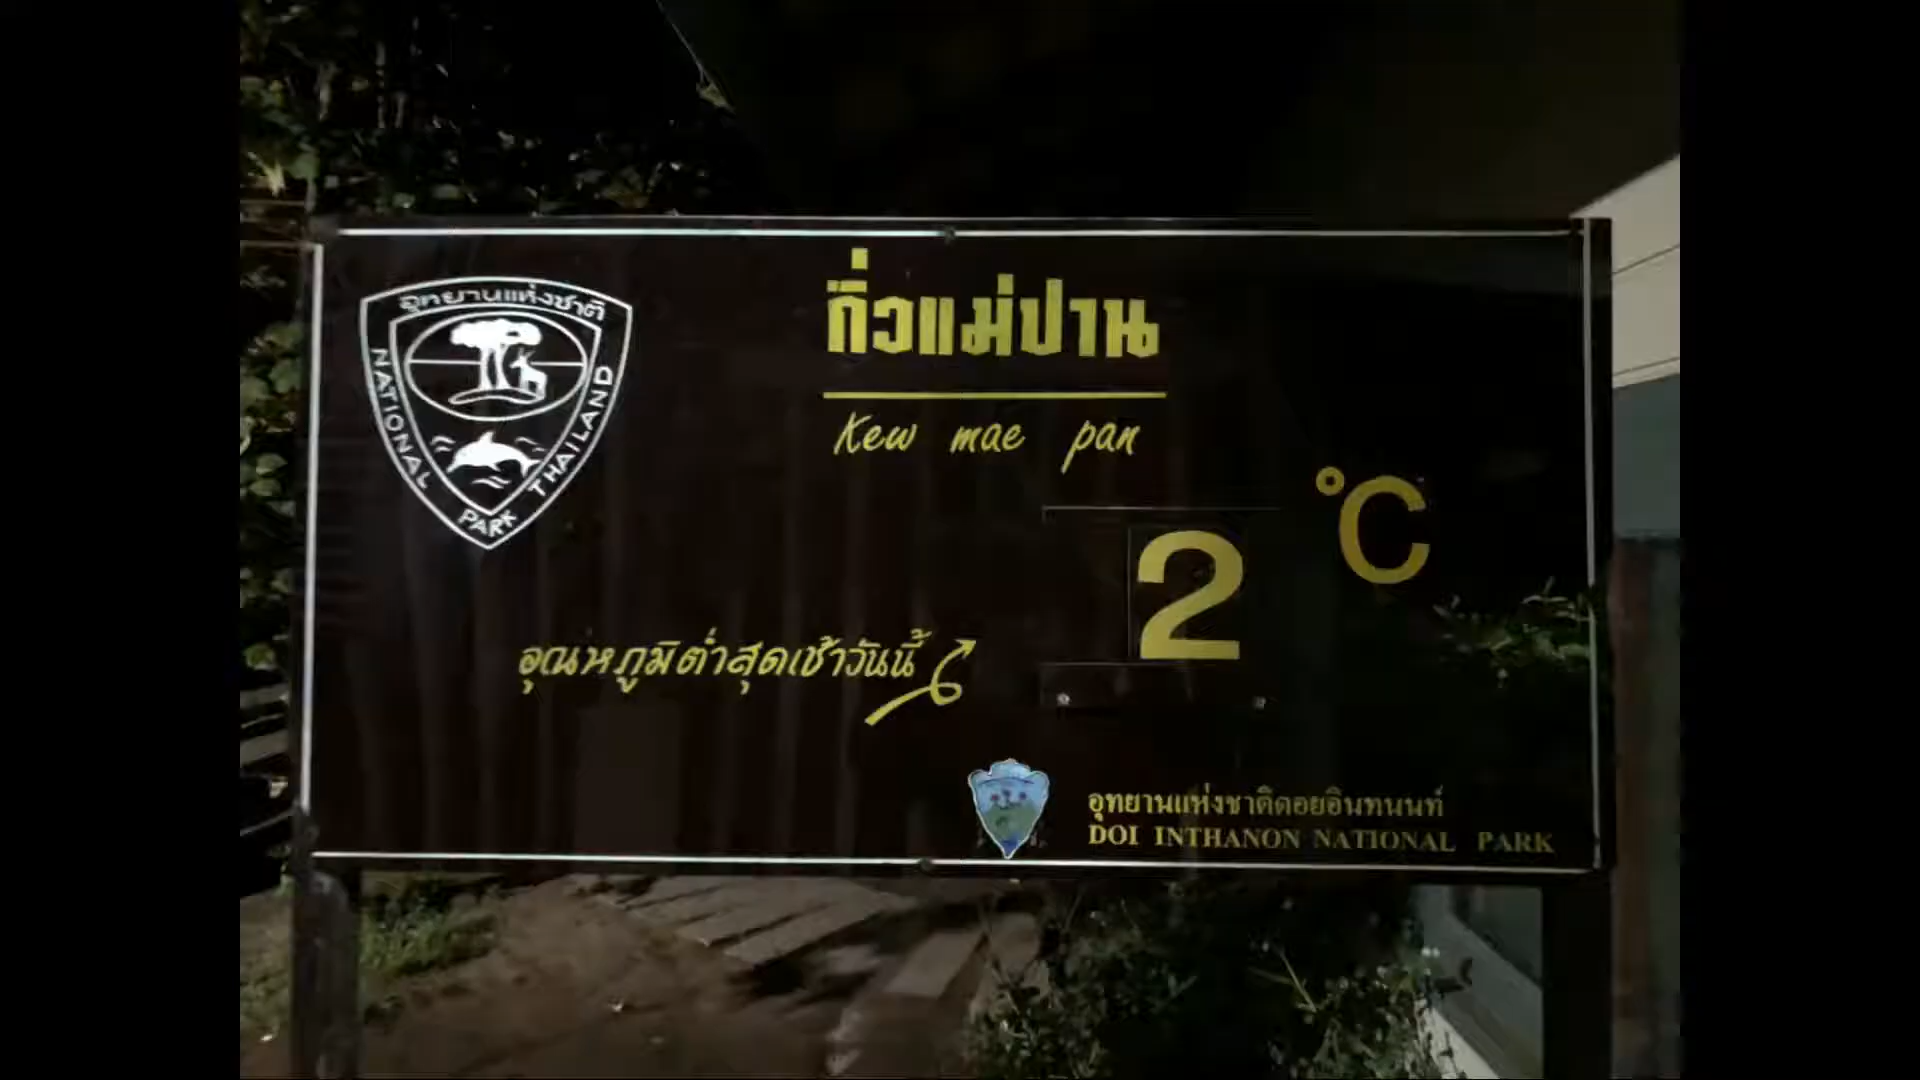 อุทยานแห่งชาติ
NATIONAL PARK THAILAND
กิ่วแม่ปาน
Kew mae pan
°C
2
อุณหภูมิต่ำสุดเช้าวันนี้
อุทยานแห่งชาติดอยอินทนนท์
DOI INTHANON NATIONAL PARK